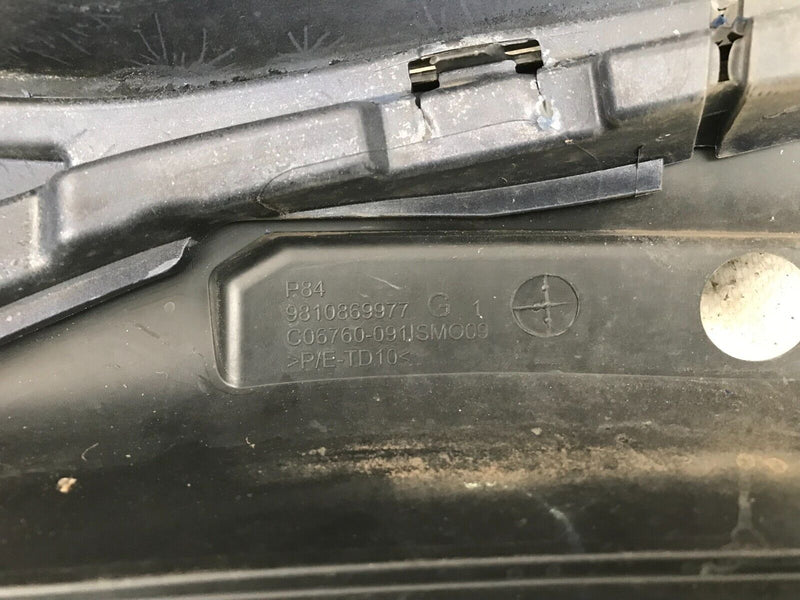 P84
9810869977 G 1
C06760-091JSMO09
>P/E-TD10<